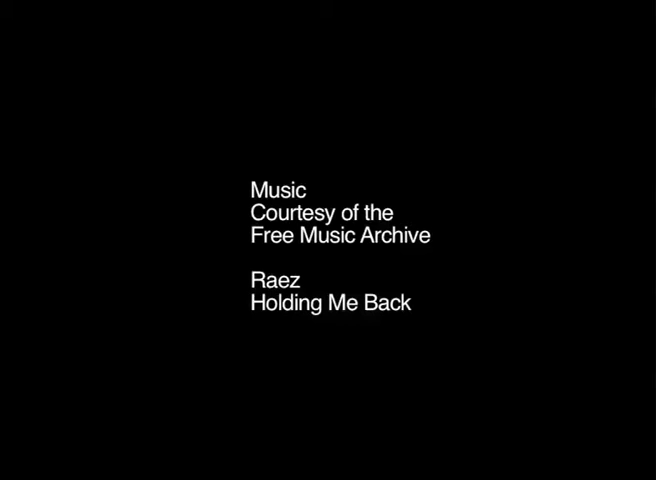 Music
Courtesy of the
Free Music Archive
Raez
Holding Me Back